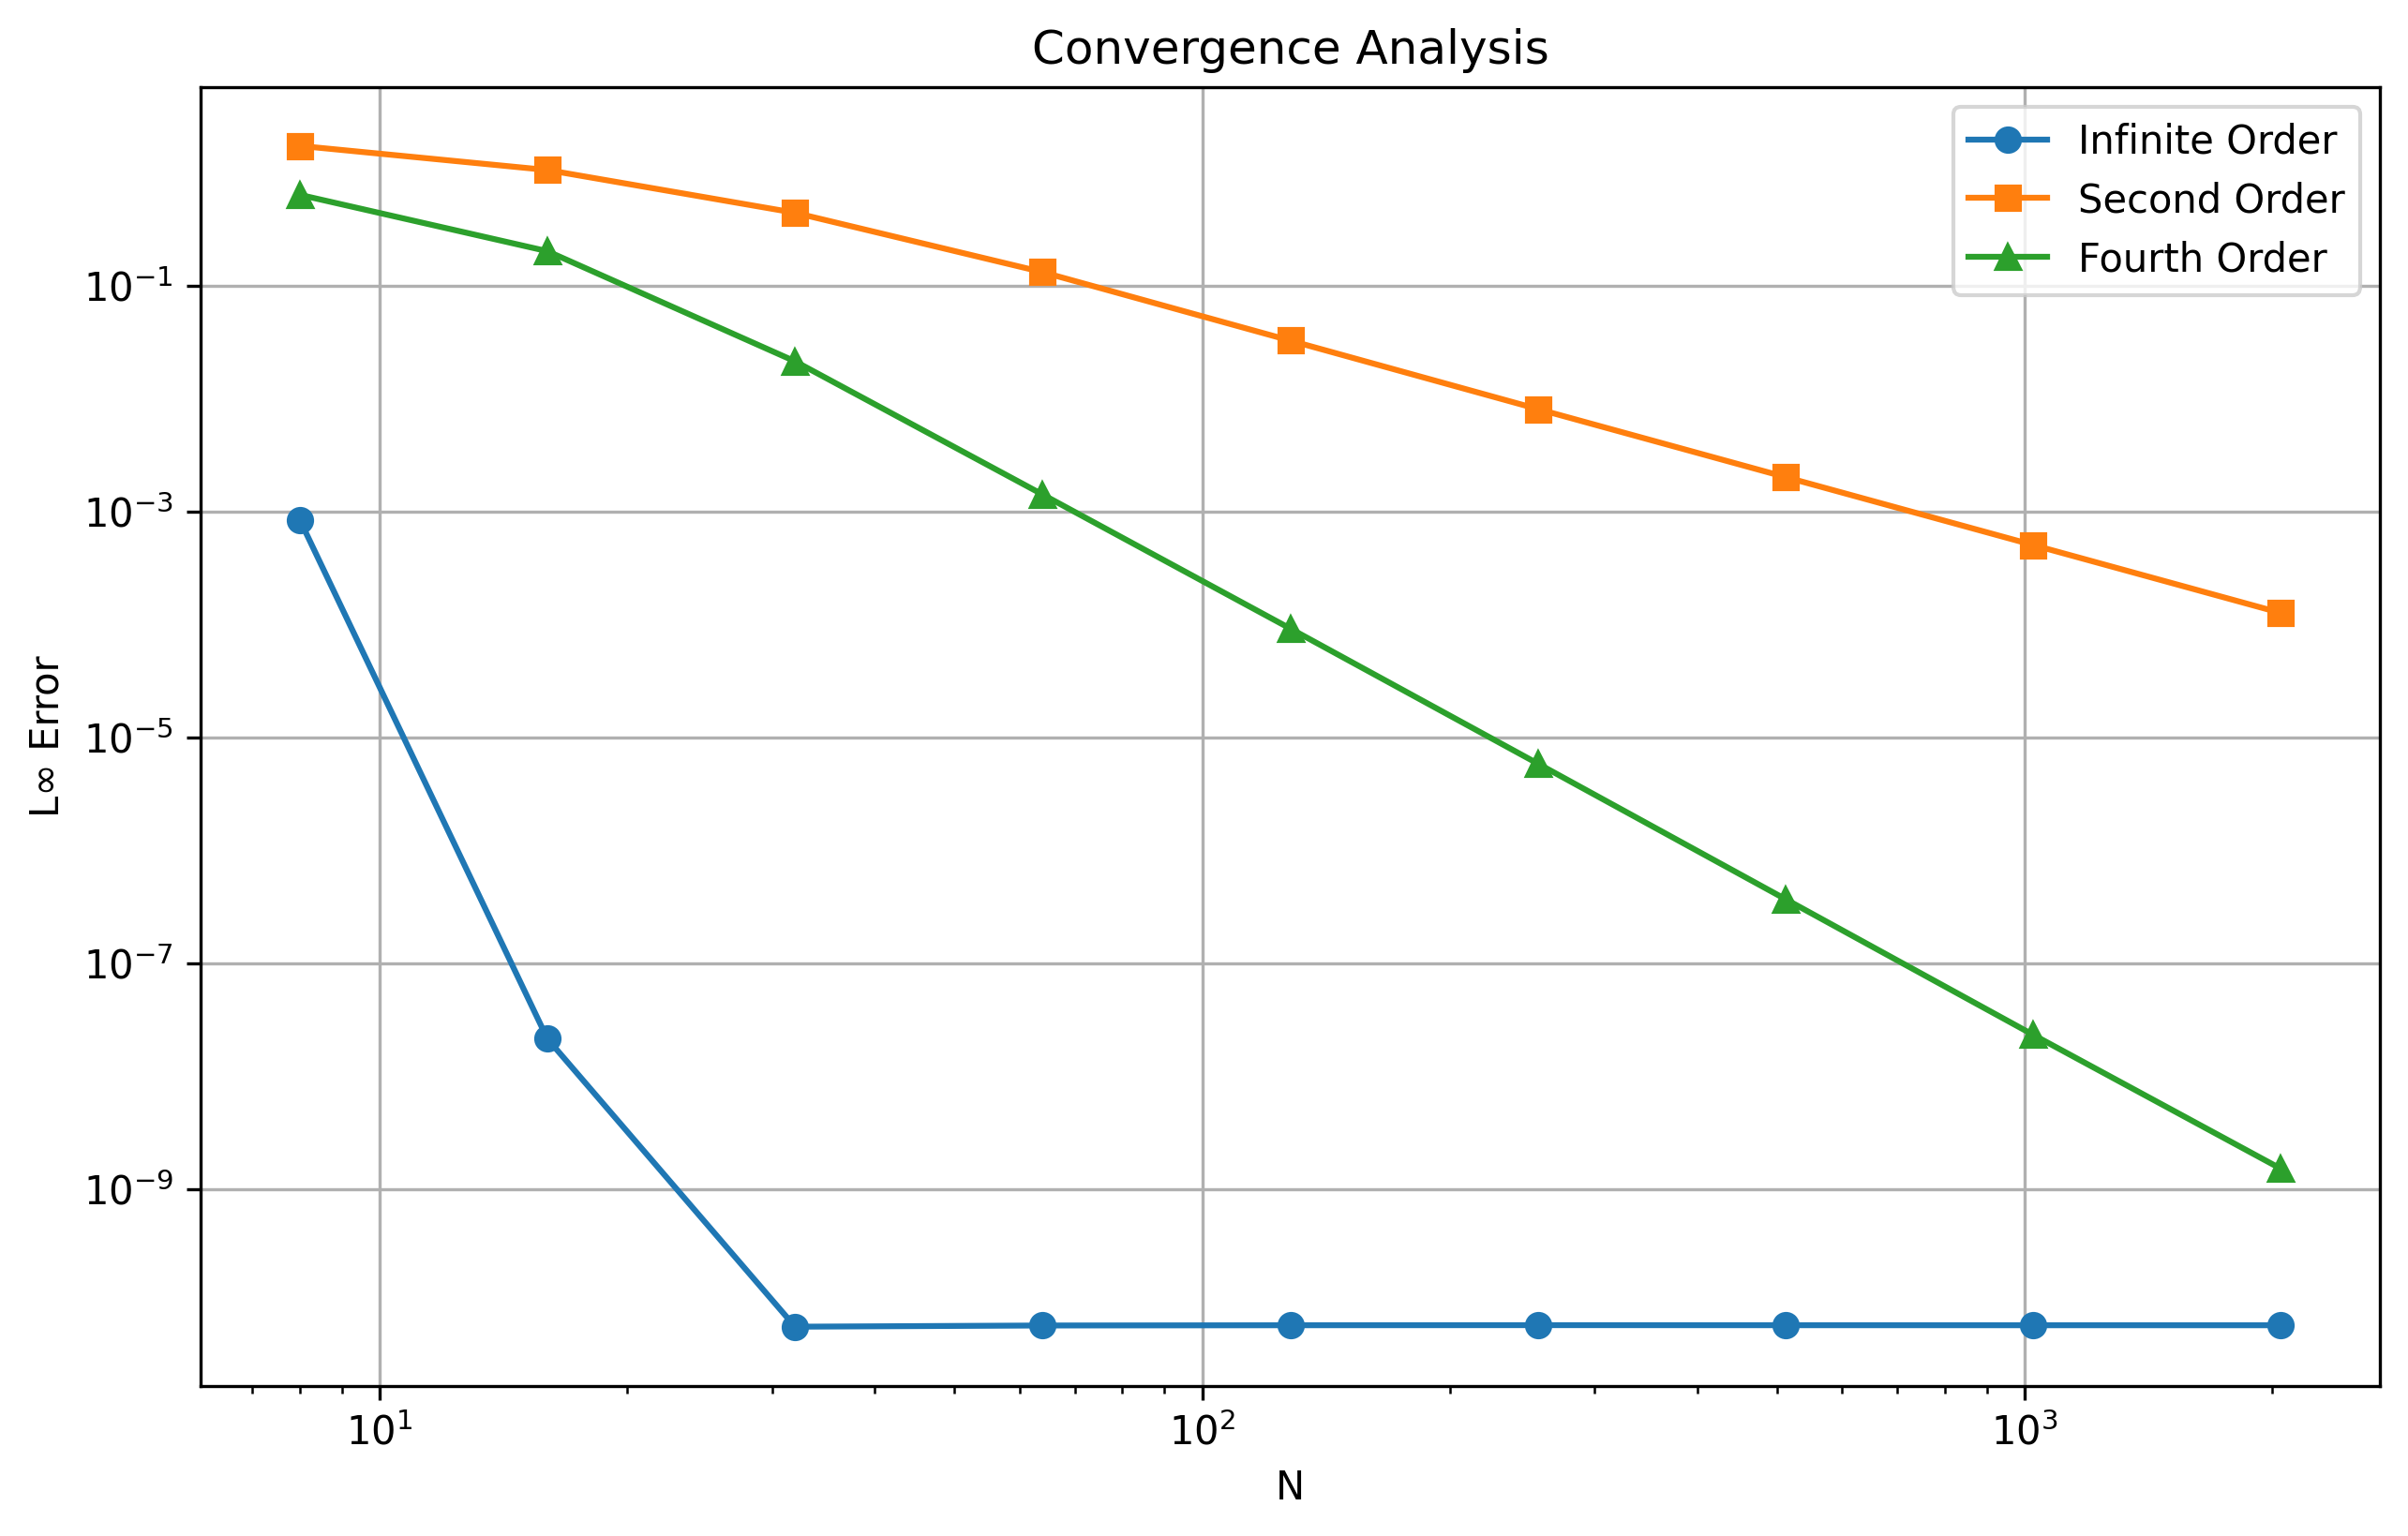 Convergence Analysis
Infinite Order
Second Order
Fourth Order
10⁻¹
10⁻³
10⁻⁵
10⁻⁷
10⁻⁹
L∞ Error
10¹
10²
10³
N